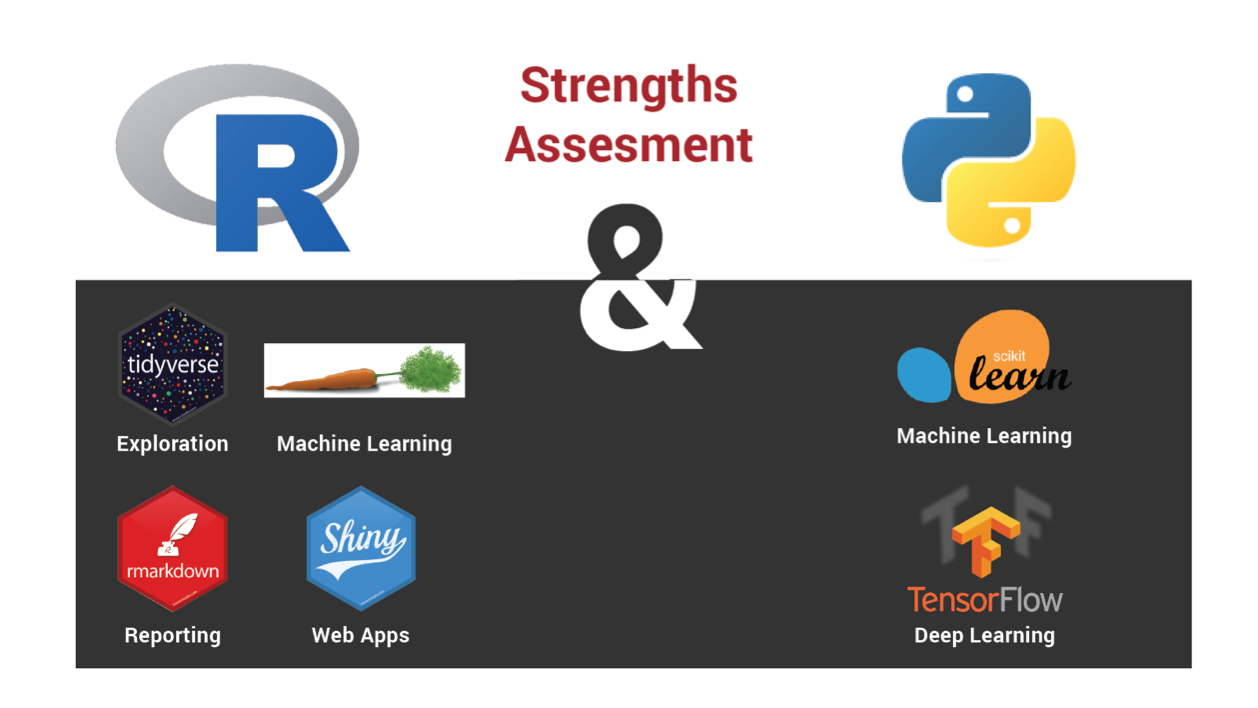 R
Strengths
Assesment
&
tidyverse
Exploration
Machine Learning
scikit
learn
Machine Learning
rmarkdown
Reporting
Shiny
Web Apps
TensorFlow
Deep Learning